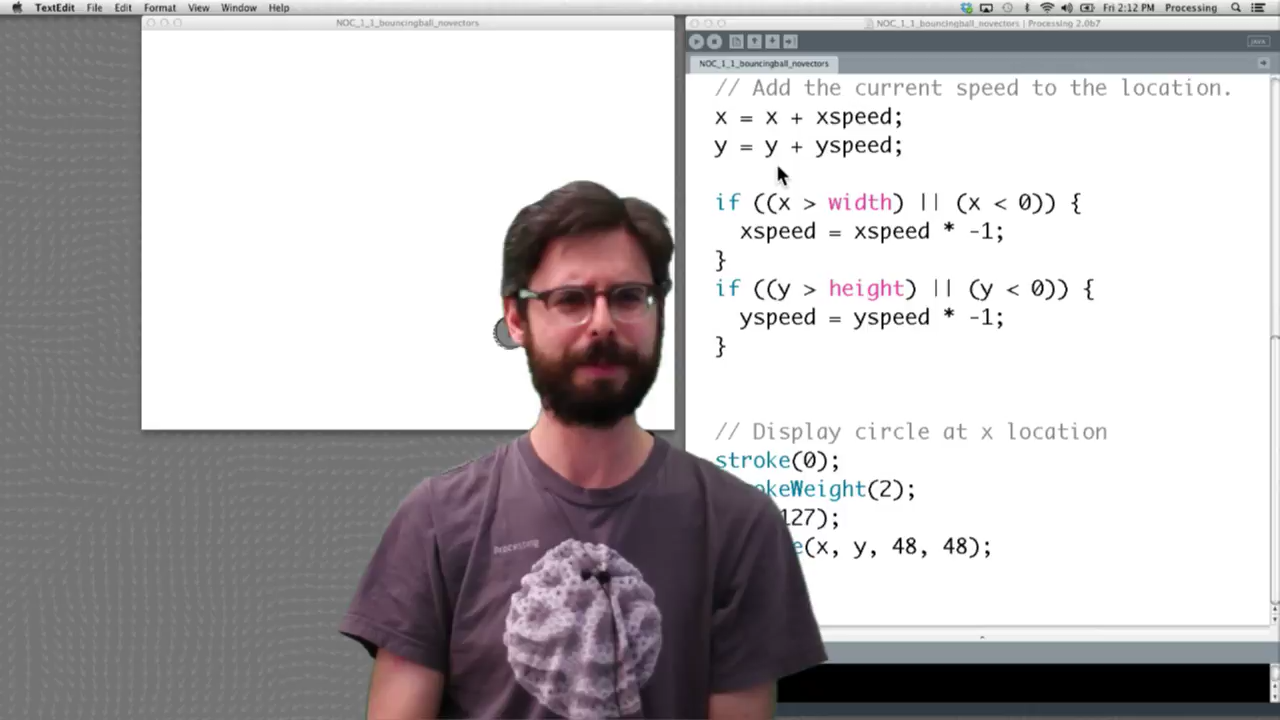 TextEdit File Edit Format View Window Help
Fri 2:12 PM Processing
NOC_1_1_bouncingball_novectors
NOC_1_1_bouncingball_novectors | Processing 2.0b7
JAVA
NOC_1_1_bouncingball_novectors
// Add the current speed to the location.
x = x + xspeed;
y = y + yspeed;
if ((x > width) || (x < 0)) {
xspeed = xspeed * -1;
}
if ((y > height) || (y < 0)) {
yspeed = yspeed * -1;
}
// Display circle at x location
stroke(0);
okeWeight(2);
127);
e(x, y, 48, 48);
Processing